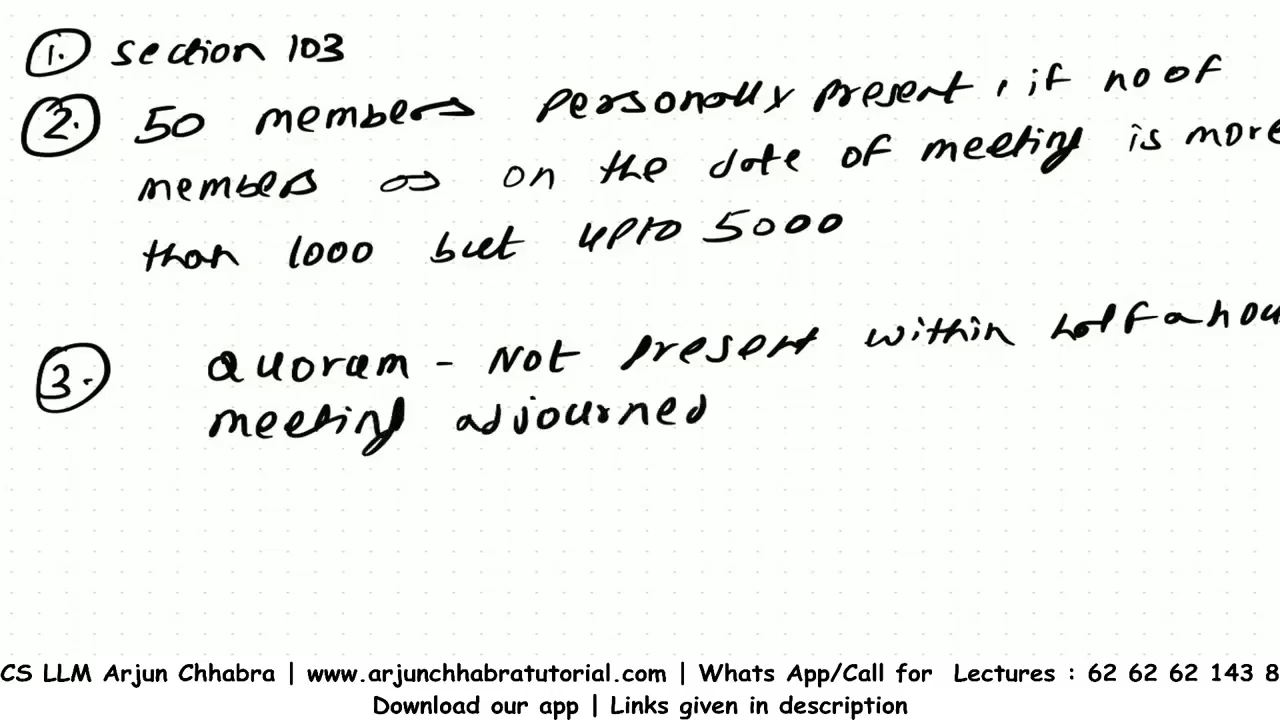 1. Section 103
2. 50 members personally present, if no of
members as on the date of meeting is more
than 1000 but upto 5000
3. Quoram - Not present within half a hou
meeting adjourned
CS LLM Arjun Chhabra | www.arjunchhabratutorial.com | Whats App/Call for Lectures : 62 62 62 143 8
Download our app | Links given in description